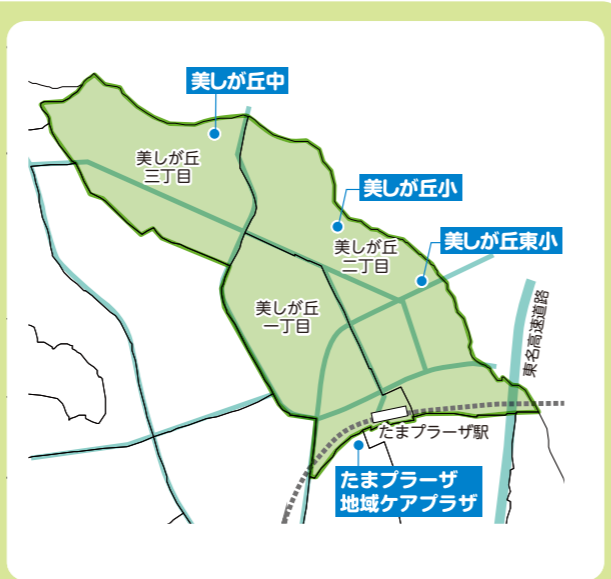 美しが丘中
美しが丘
三丁目
美しが丘小
美しが丘
二丁目
美しが丘東小
美しが丘
一丁目
東名高速道路
たまプラーザ駅
たまプラーザ
地域ケアプラザ